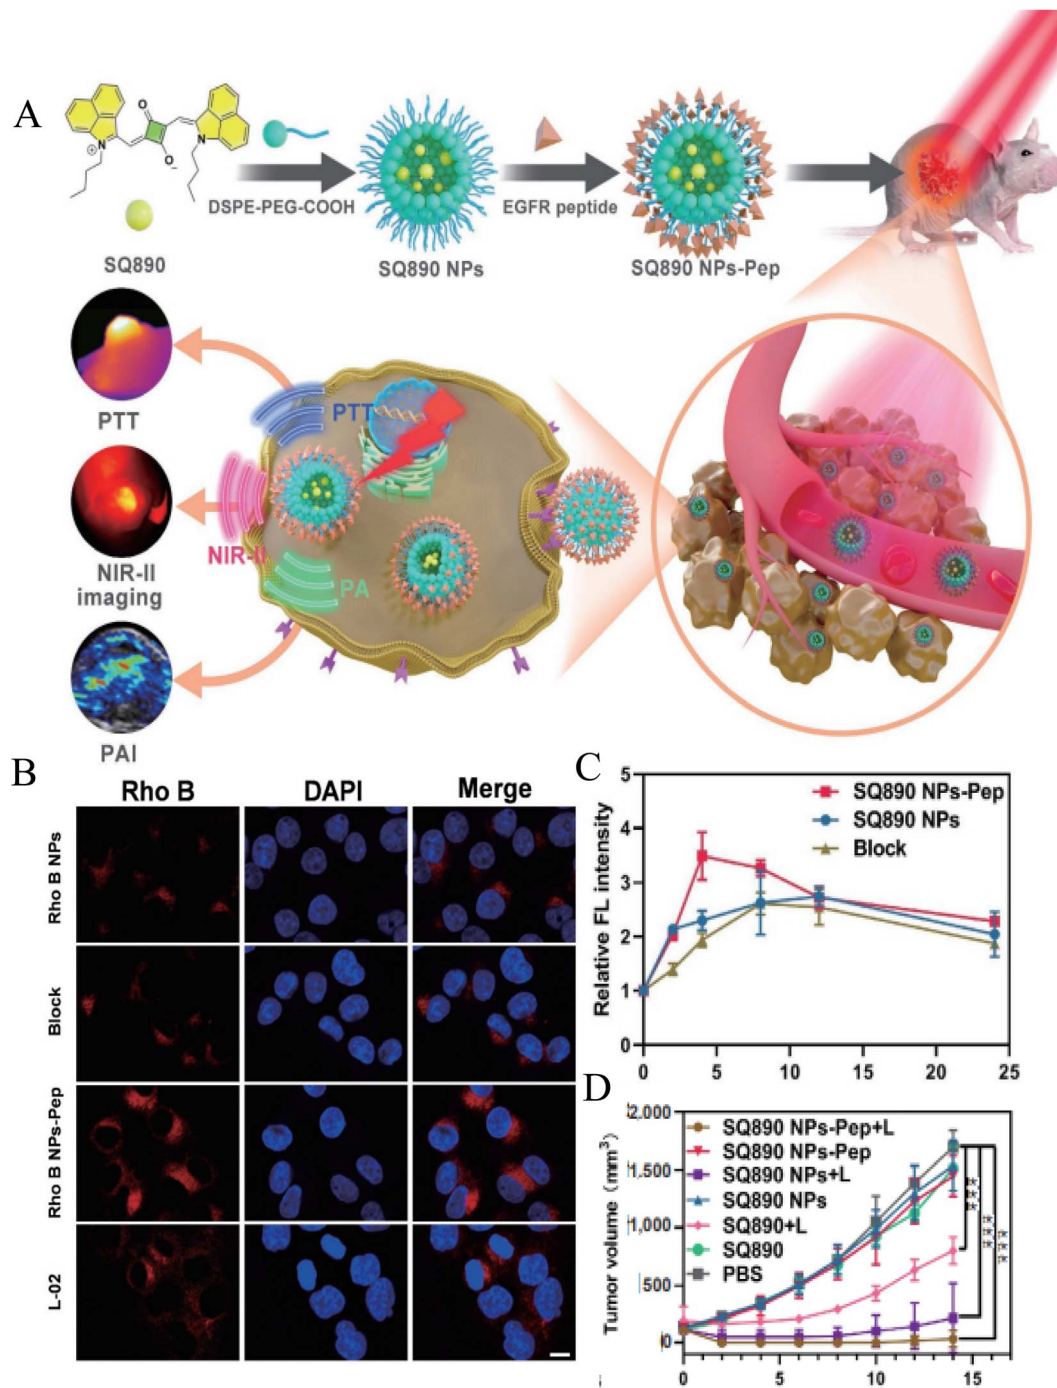 A
O
N
⊕
O
−
N
DSPE-PEG-COOH
EGFR peptide
SQ890
SQ890 NPs
SQ890 NPs-Pep
PTT
PTT
NIR-II
NIR-II
imaging
PA
PAI
B
Rho B
DAPI
Merge
Rho B NPs
Block
Rho B NPs-Pep
L-02
C
Relative FL intensity
5
4
3
2
1
0
0
5
10
15
20
25
SQ890 NPs-Pep
SQ890 NPs
Block
D
Tumor volume (mm³)
2,000
1,500
1,000
500
0
0
5
10
15
SQ890 NPs-Pep+L
SQ890 NPs-Pep
SQ890 NPs+L
SQ890 NPs
SQ890+L
SQ890
PBS
***
***
***